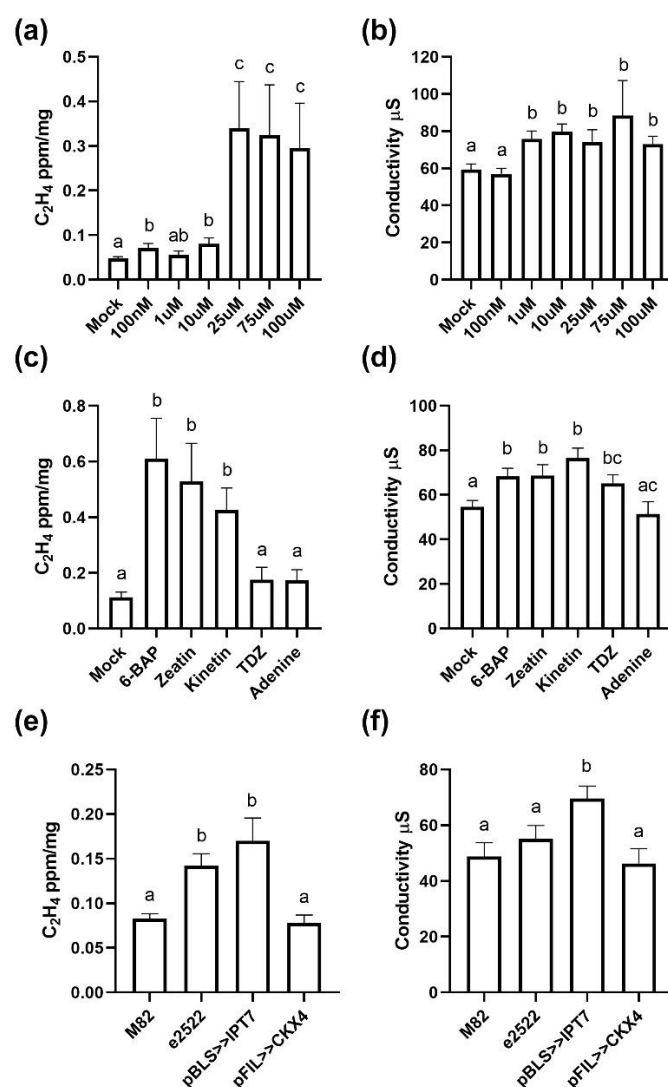 (a)
C₂H₄ ppm/mg
0.5
0.4
0.3
0.2
0.1
0.0
a
b
ab
b
c
c
c
Mock
100nM
1uM
10uM
25uM
75uM
100uM
(b)
Conductivity µS
120
100
80
60
40
20
0
a
a
b
b
b
b
b
Mock
100nM
1uM
10uM
25uM
75uM
100uM
(c)
C₂H₄ ppm/mg
0.8
0.6
0.4
0.2
0.0
a
b
b
b
a
a
Mock
6-BAP
Zeatin
Kinetin
TDZ
Adenine
(d)
Conductivity µS
100
80
60
40
20
0
a
b
b
b
bc
ac
Mock
6-BAP
Zeatin
Kinetin
TDZ
Adenine
(e)
C₂H₄ ppm/mg
0.25
0.20
0.15
0.10
0.05
0.00
a
b
b
a
M82
e2522
pBLS>>IPT7
pFIL>>CKX4
(f)
Conductivity µS
80
60
40
20
0
a
a
b
a
M82
e2522
pBLS>>IPT7
pFIL>>CKX4